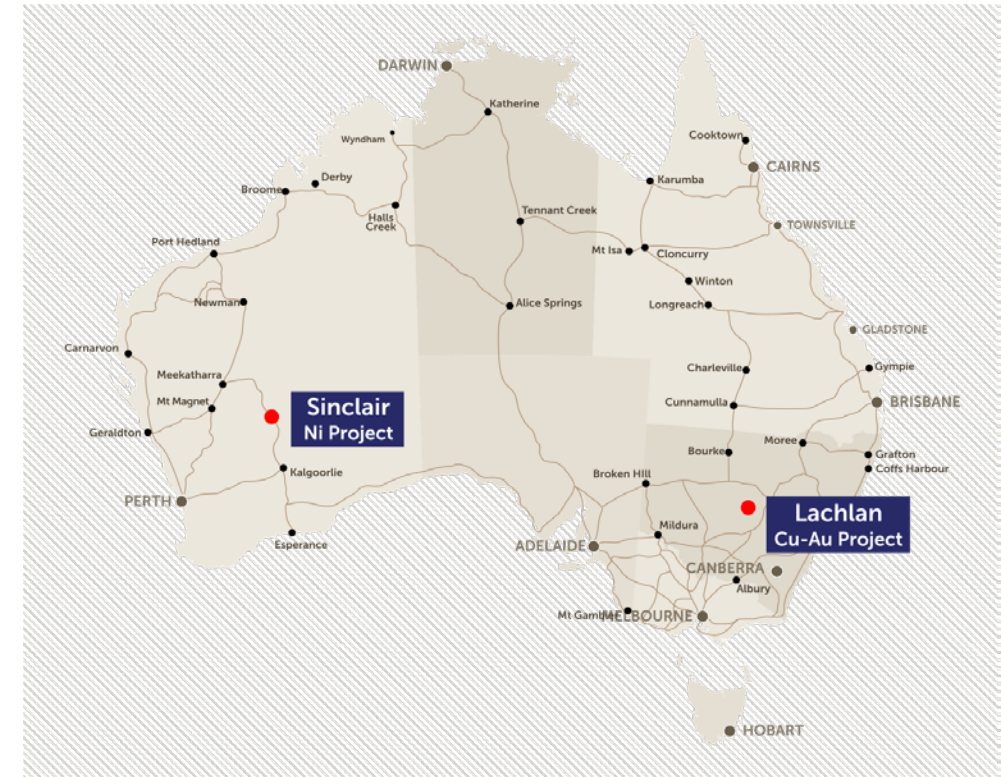 DARWIN
Katherine
Wyndham
Cooktown
CAIRNS
Derby
Karumba
Broome
Halls
Creek
Tennant Creek
TOWNSVILLE
Port Hedland
Mt Isa
Cloncurry
Winton
Newman
Alice Springs
Longreach
GLADSTONE
Carnarvon
Meekatharra
Charleville
Gympie
Mt Magnet
Sinclair
Ni Project
Cunnamulla
BRISBANE
Geraldton
Moree
Bourke
Grafton
Coffs Harbour
Kalgoorlie
Broken HIll
PERTH
Lachlan
Cu-Au Project
Mildura
Esperance
ADELAIDE
CANBERRA
Albury
Mt Gambier
MELBOURNE
HOBART